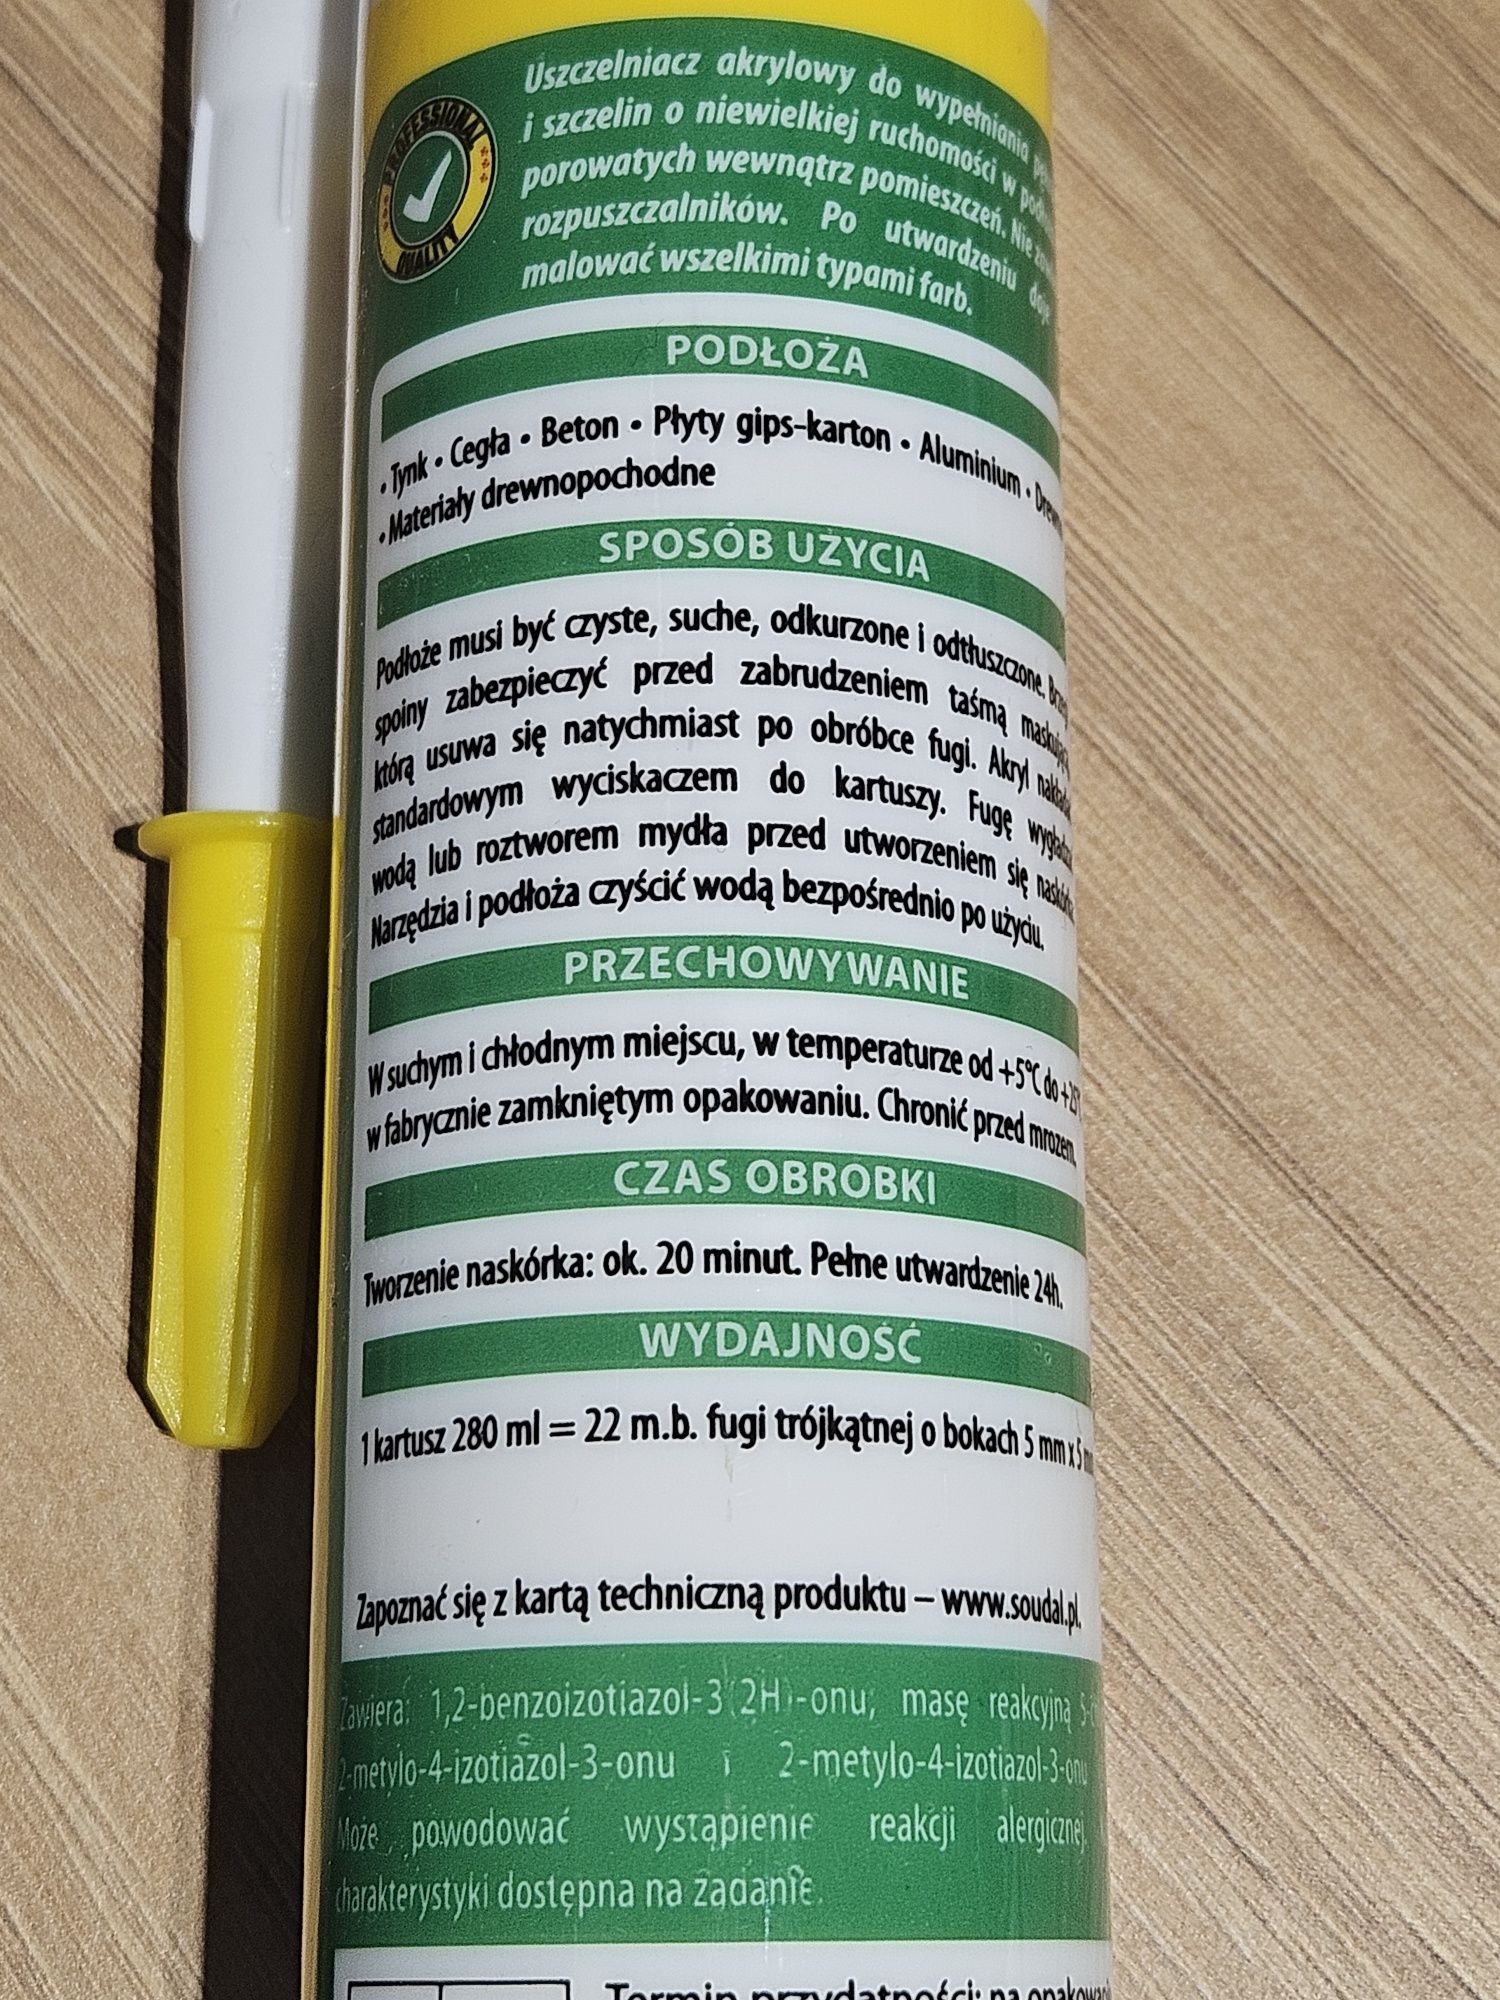 PROFESSIONAL
QUALITY
Uszczelniacz akrylowy do wypełniania
i szczelin o niewielkiej ruchomości w
porowatych wewnątrz pomieszczeń. Nie
rozpuszczalników. Po utwardzeniu
malować wszelkimi typami farb.
PODŁOŻA
• Tynk • Cegła • Beton • Płyty gips-karton • Aluminium •
• Materiały drewnopochodne
SPOSÓB UŻYCIA
Podłoże musi być czyste, suche, odkurzone i odtłuszczone.
spoiny zabezpieczyć przed zabrudzeniem taśmą
którą usuwa się natychmiast po obróbce fugi. Akryl
standardowym wyciskaczem do kartuszy. Fugę
wodą lub roztworem mydła przed utworzeniem się
Narzędzia i podłoża czyścić wodą bezpośrednio po użyciu.
PRZECHOWYWANIE
W suchym i chłodnym miejscu, w temperaturze od +5°C do +25°C
w fabrycznie zamkniętym opakowaniu. Chronić przed mrozem.
CZAS OBRÓBKI
Tworzenie naskórka: ok. 20 minut. Pełne utwardzenie 24h.
WYDAJNOŚĆ
1 kartusz 280 ml = 22 m.b. fugi trójkątnej o bokach 5 mm x 5
Zapoznać się z kartą techniczną produktu – www.soudal.pl.
Zawiera: 1,2-benzoizotiazol-3(2H)-onu; masę reakcyjną
2-metylo-4-izotiazol-3-onu i 2-metylo-4-izotiazol-3-onu
Może powodować wystąpienie reakcji alergicznej.
charakterystyki dostępna na żądanie.
Termin przydatności: na